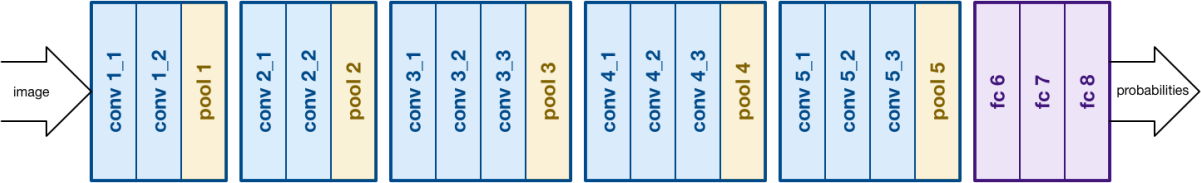 image
conv 1_1
conv 1_2
pool 1
conv 2_1
conv 2_2
pool 2
conv 3_1
conv 3_2
conv 3_3
pool 3
conv 4_1
conv 4_2
conv 4_3
pool 4
conv 5_1
conv 5_2
conv 5_3
pool 5
fc 6
fc 7
fc 8
probabilities